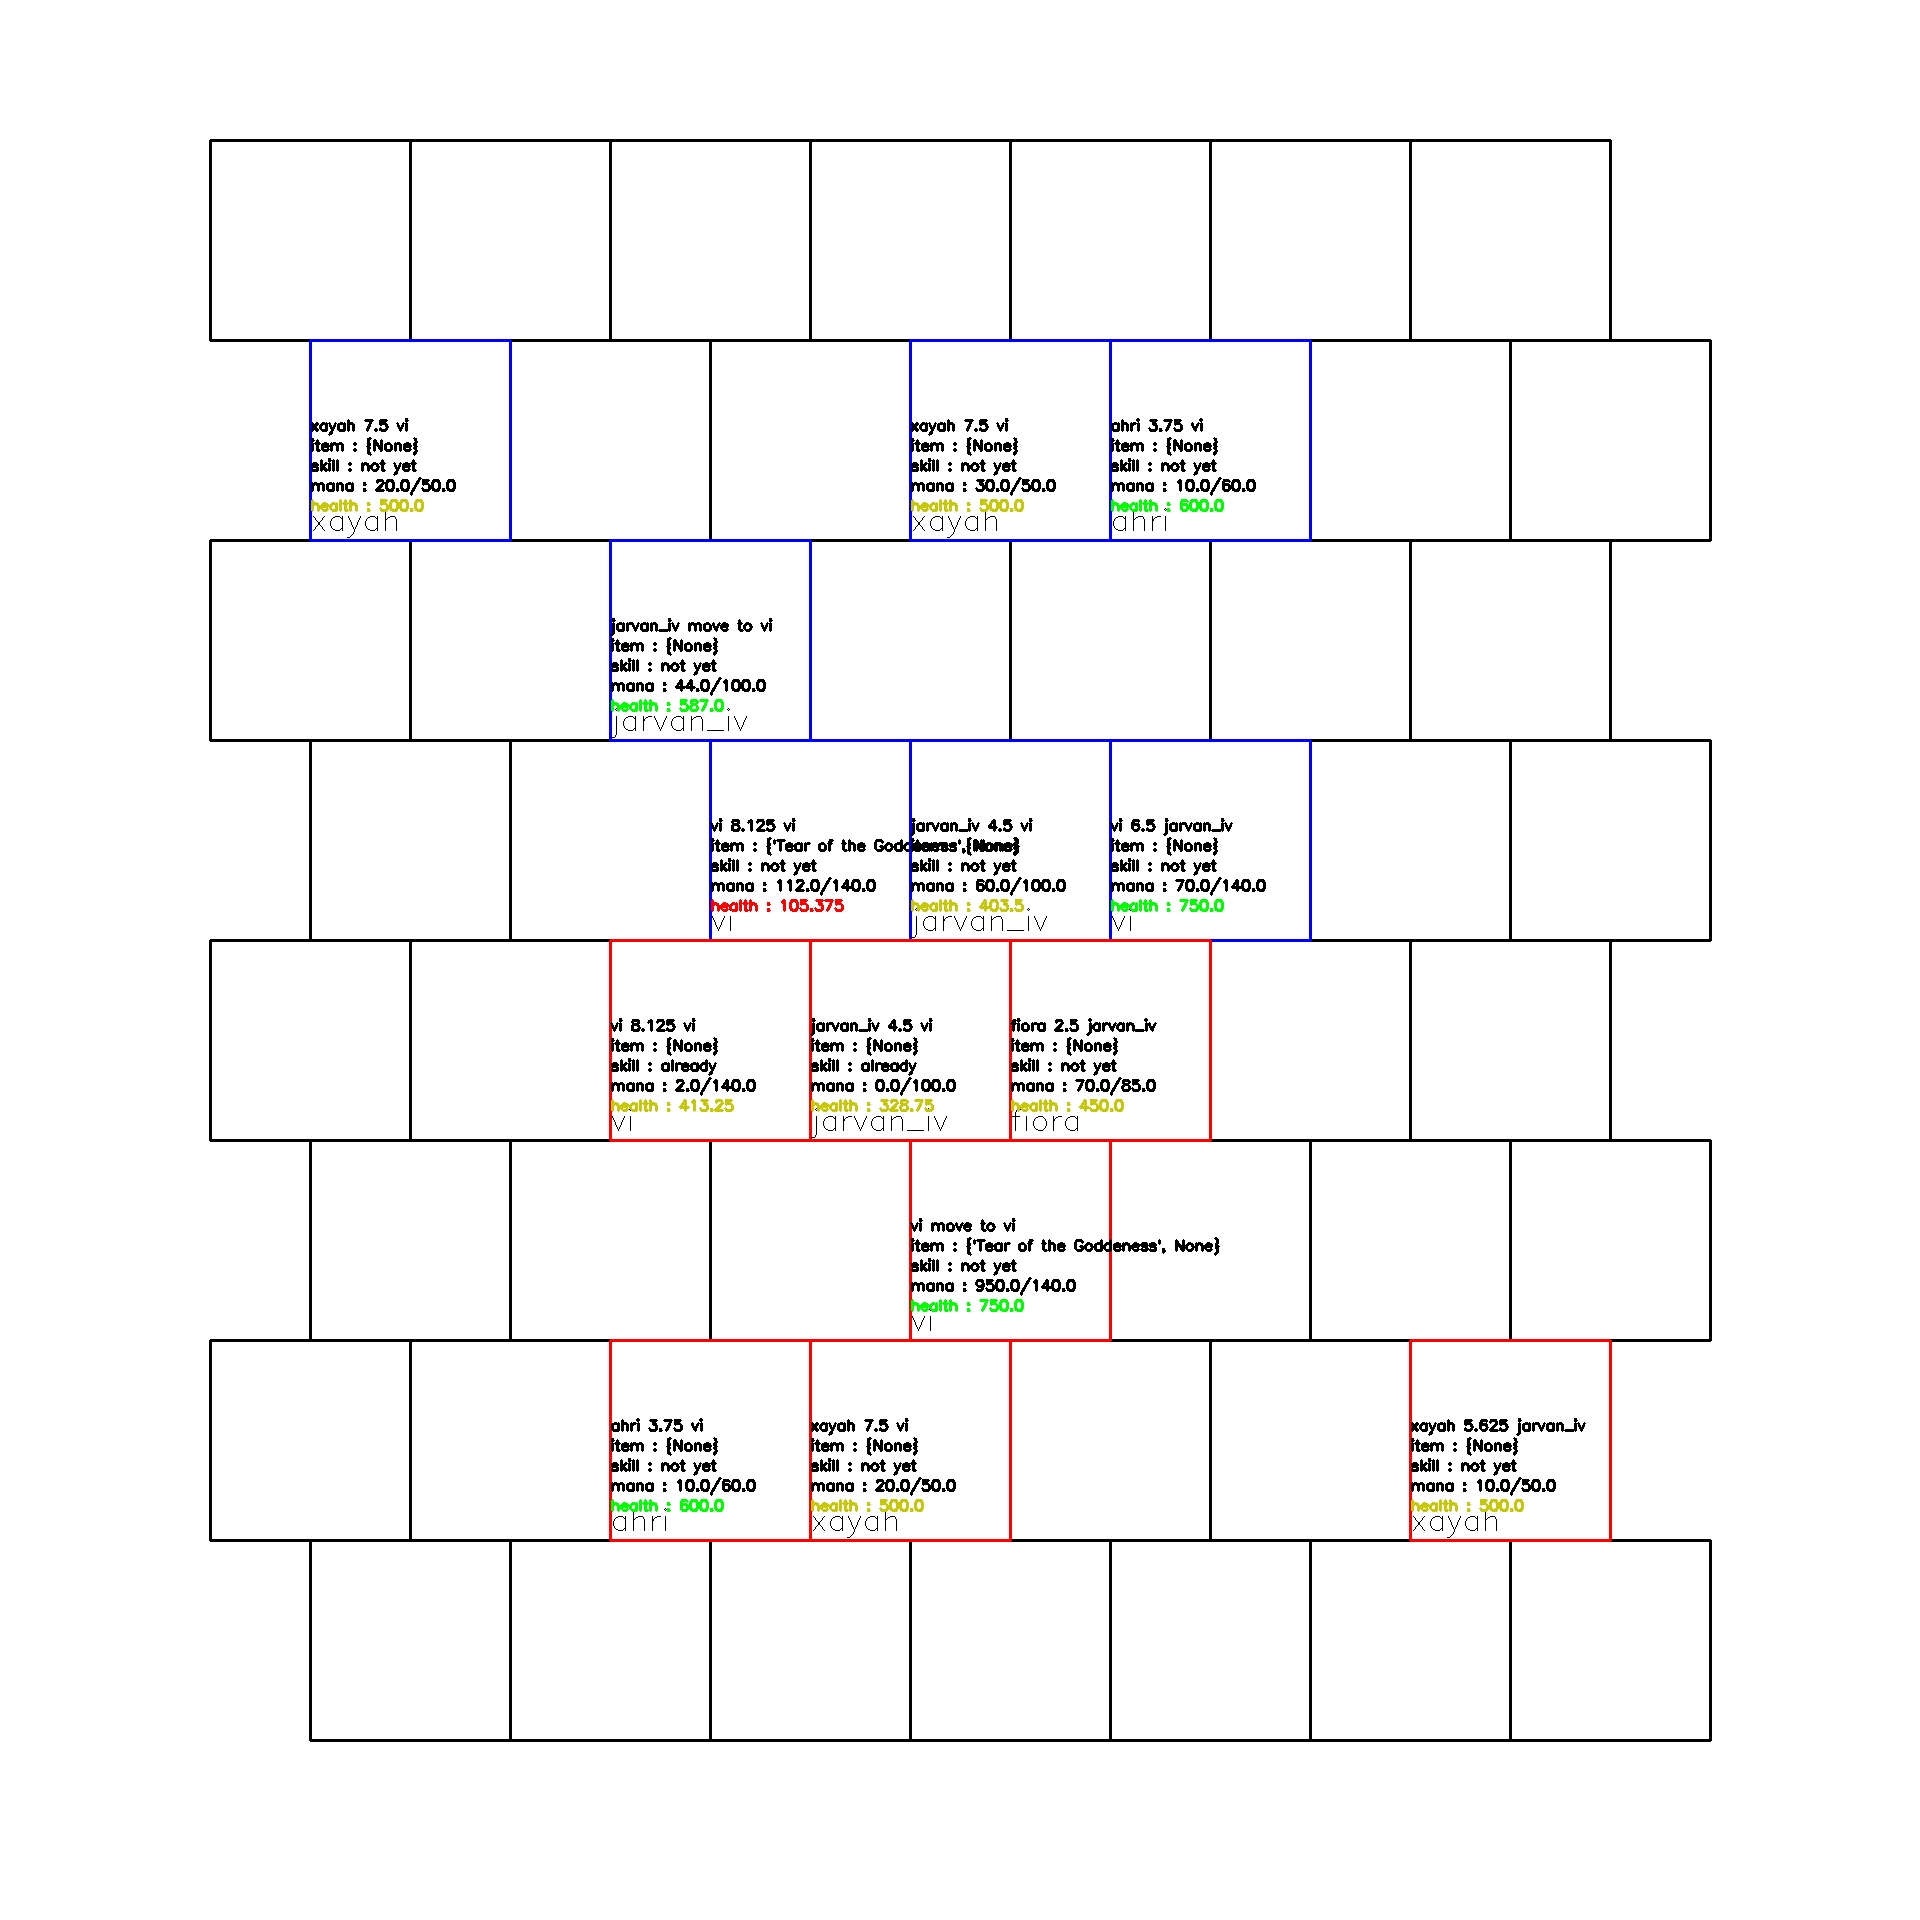 xayah 7.5 vi
item : {None}
skill : not yet
mana : 20.0/50.0
health : 500.0
xayah
xayah 7.5 vi
item : {None}
skill : not yet
mana : 30.0/50.0
health : 500.0
xayah
ahri 3.75 vi
item : {None}
skill : not yet
mana : 10.0/60.0
health : 600.0
ahri
jarvan_iv move to vi
item : {None}
skill : not yet
mana : 44.0/100.0
health : 587.0
jarvan_iv
vi 8.125 vi
item : {'Tear of the Goddeness', None}
skill : not yet
mana : 112.0/140.0
health : 105.375
vi
jarvan_iv 4.5 vi
item : {None}
skill : not yet
mana : 60.0/100.0
health : 403.5
jarvan_iv
vi 6.5 jarvan_iv
item : {None}
skill : not yet
mana : 70.0/140.0
health : 750.0
vi
vi 8.125 vi
item : {None}
skill : already
mana : 2.0/140.0
health : 413.25
vi
jarvan_iv 4.5 vi
item : {None}
skill : already
mana : 0.0/100.0
health : 328.75
jarvan_iv
fiora 2.5 jarvan_iv
item : {None}
skill : not yet
mana : 70.0/85.0
health : 450.0
fiora
vi move to vi
item : {'Tear of the Goddeness', None}
skill : not yet
mana : 950.0/140.0
health : 750.0
vi
ahri 3.75 vi
item : {None}
skill : not yet
mana : 10.0/60.0
health : 600.0
ahri
xayah 7.5 vi
item : {None}
skill : not yet
mana : 20.0/50.0
health : 500.0
xayah
xayah 5.625 jarvan_iv
item : {None}
skill : not yet
mana : 10.0/50.0
health : 500.0
xayah